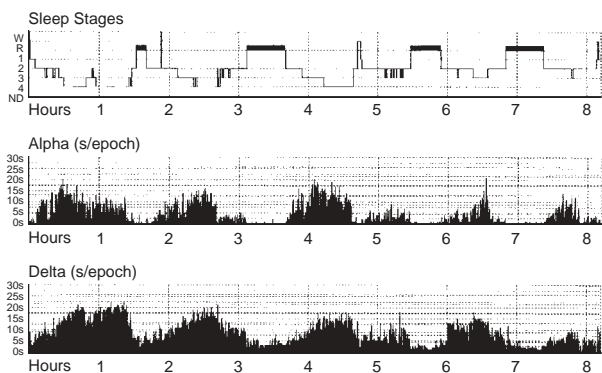 Sleep Stages
W
R
1
2
3
4
ND
Hours 1 2 3 4 5 6 7 8
Alpha (s/epoch)
30s
25s
20s
15s
10s
5s
0s
Hours 1 2 3 4 5 6 7 8
Delta (s/epoch)
30s
25s
20s
15s
10s
5s
0s
Hours 1 2 3 4 5 6 7 8